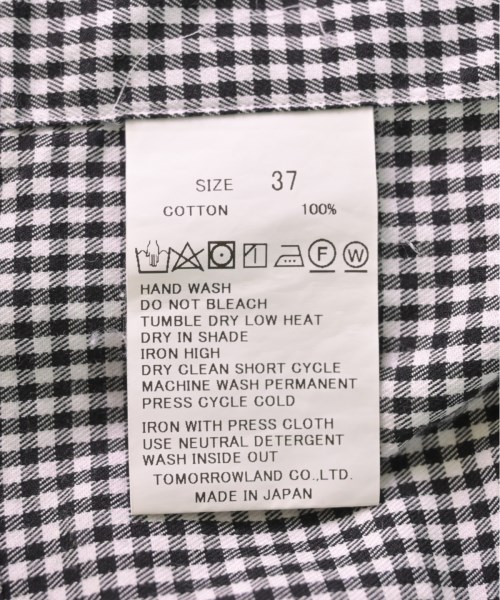 SIZE 37
COTTON 100%
F W
HAND WASH
DO NOT BLEACH
TUMBLE DRY LOW HEAT
DRY IN SHADE
IRON HIGH
DRY CLEAN SHORT CYCLE
MACHINE WASH PERMANENT
PRESS CYCLE COLD
IRON WITH PRESS CLOTH
USE NEUTRAL DETERGENT
WASH INSIDE OUT
TOMORROWLAND CO.,LTD.
MADE IN JAPAN